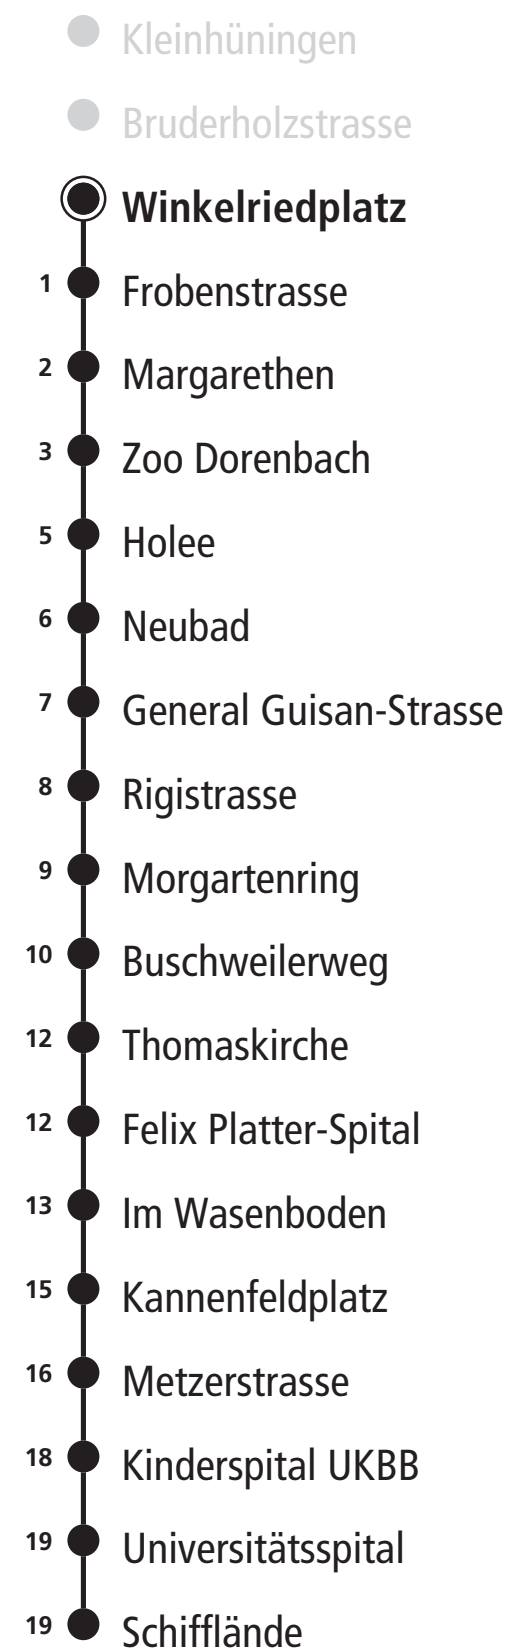 Kleinhüningen
Bruderholzstrasse
Winkelriedplatz
1 Frobenstrasse
2 Margarethen
3 Zoo Dorenbach
5 Holee
6 Neubad
7 General Guisan-Strasse
8 Rigistrasse
9 Morgartenring
10 Buschweilerweg
12 Thomaskirche
12 Felix Platter-Spital
13 Im Wasenboden
15 Kannenfeldplatz
16 Metzerstrasse
18 Kinderspital UKBB
19 Universitätsspital
19 Schifflände